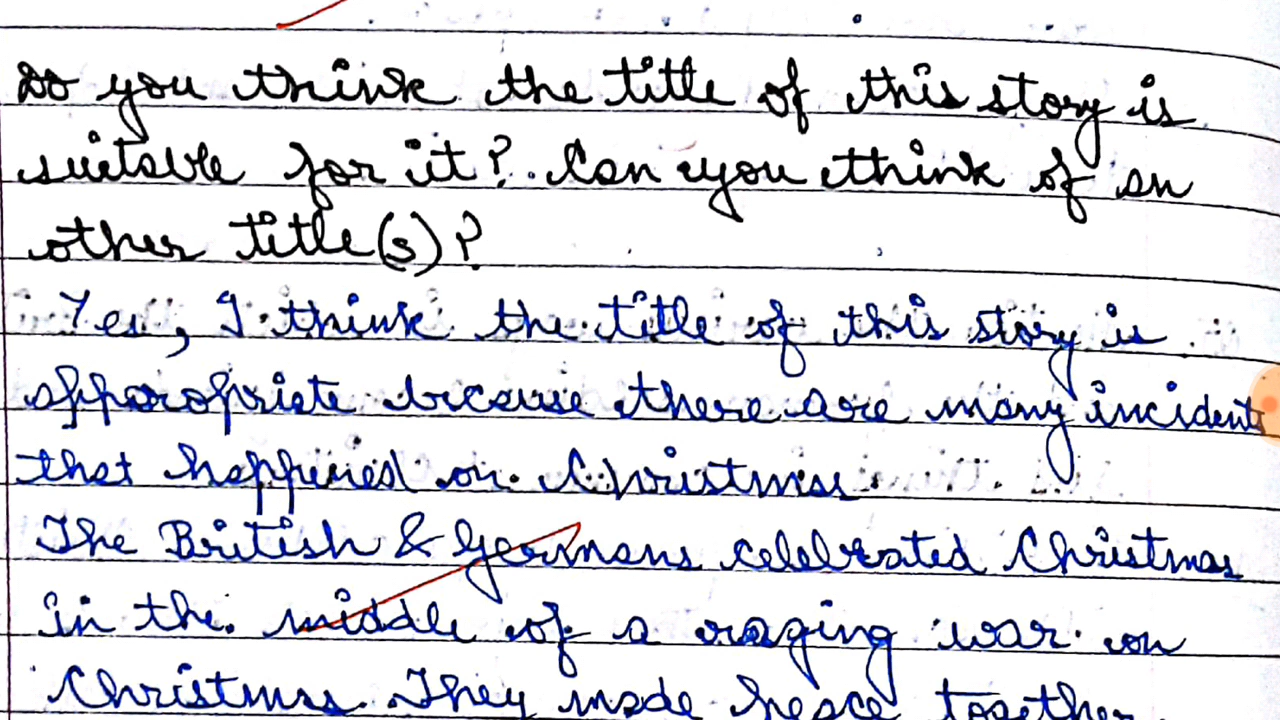 Do you think the title of this story is
suitable for it? Can you think of an
other title(s)?
Yes, I think the title of this story is
appropriate because there are many incidents
that happened on Christmas.
The British & Germans celebrated Christmas
in the middle of a raging war on
Christmas. They made peace together